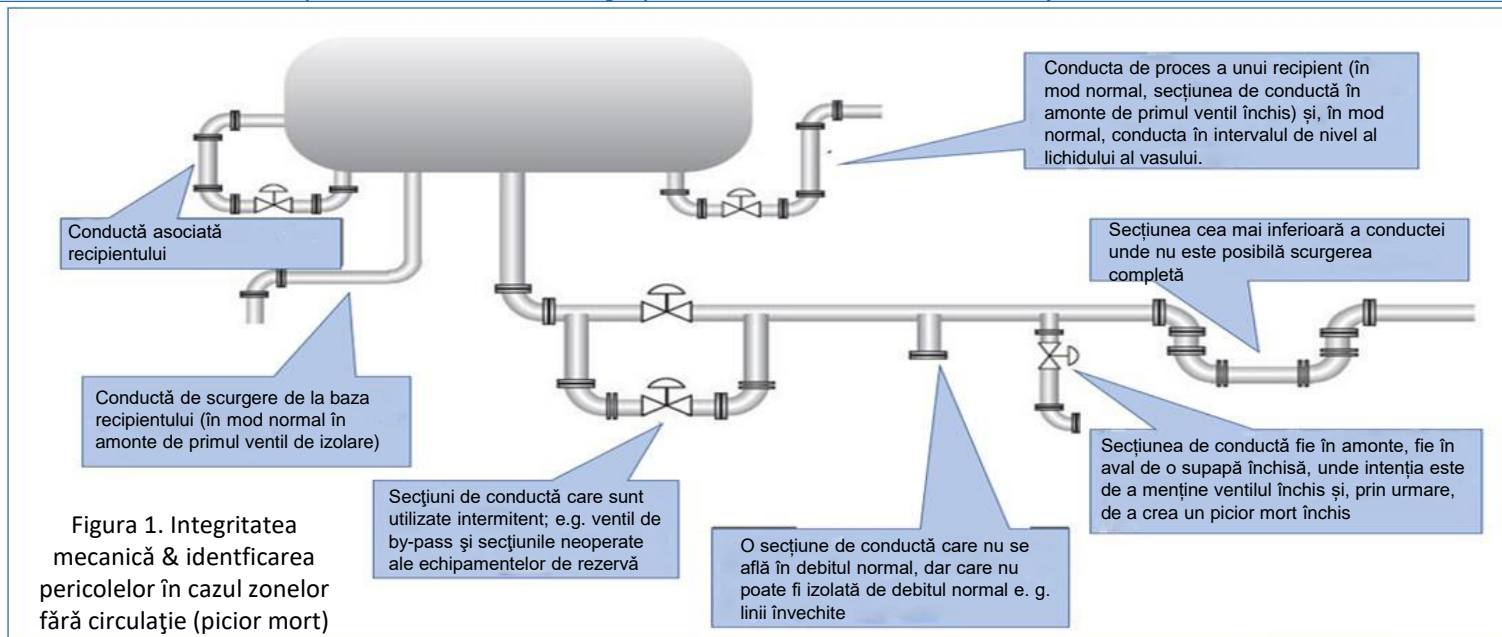 Conducta de proces a unui recipient (în
mod normal, secțiunea de conductă în
amonte de primul ventil închis) și, în mod
normal, conducta în intervalul de nivel al
lichidului al vasului.
Conductă asociată
recipientului
Secțiunea cea mai inferioară a conductei
unde nu este posibilă scurgerea
completă
Conductă de scurgere de la baza
recipientului (în mod normal în
amonte de primul ventil de izolare)
Secţiuni de conductă care sunt
utilizate intermitent; e.g. ventil de
by-pass şi secţiunile neoperate
ale echipamentelor de rezervă
O secțiune de conductă care nu se
află în debitul normal, dar care nu
poate fi izolată de debitul normal e. g.
linii învechite
Secțiunea de conductă fie în amonte, fie în
aval de o supapă închisă, unde intenția este
de a menține ventilul închis și, prin urmare,
de a crea un picior mort închis
Figura 1. Integritatea
mecanică & identficarea
pericolelor în cazul zonelor
fără circulaţie (picior mort)